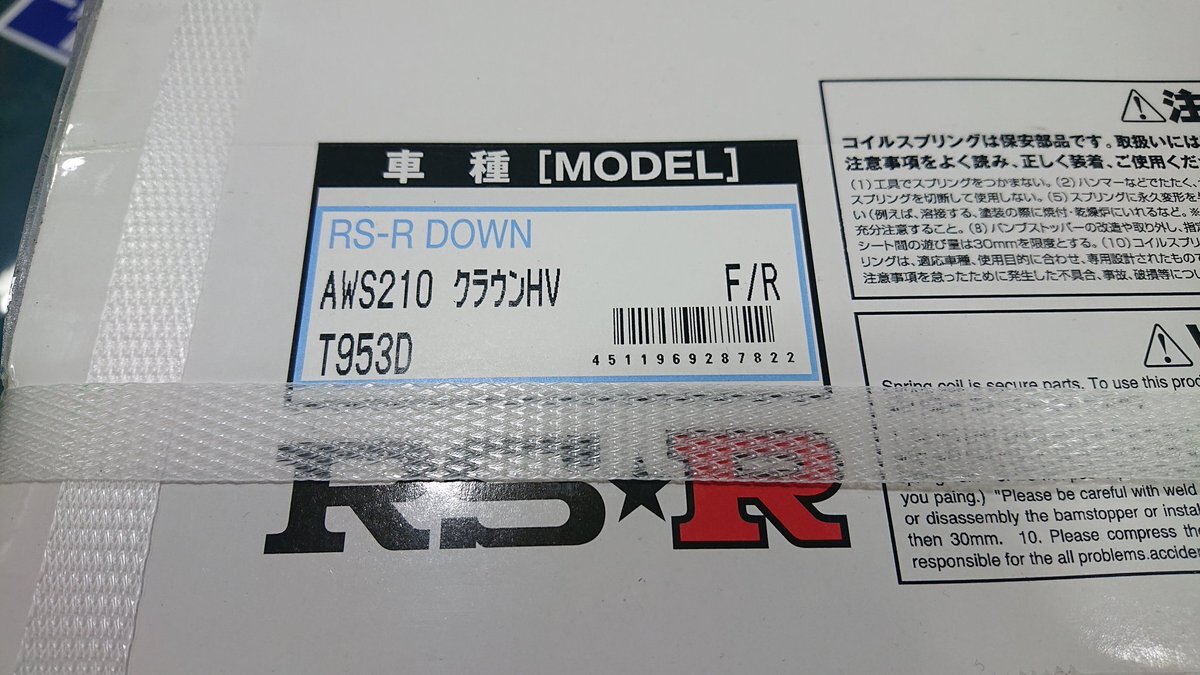 車 種 [MODEL]
RS-R DOWN
AWS210 クラウンHV F/R
T953D
4511969287822
RS★R
⚠注
コイルスプリングは保安部品です。取扱いには
注意事項をよく読み、正しく装着、ご使用くだ
(1)工具でスプリングをつかまない。(2)ハンマーなどでたたく、
スプリングを切断して使用しない。(5)スプリングに永久変形を
い(例えば、溶接する、塗装の際に焼付・乾燥炉にいれるなど。
充分注意すること。(8)バンプストッパーの改造や取外し、指
シート間の遊び量は30mmを限度とする。(10)コイルスプ
リングは、適応車種、使用目的に合わせ、専用設計されたもので
注意事項を怠ったために発生した不具合、事故、破損等につ
⚠
Spring coil is secure parts. To use this prod
you paing.) "Please be careful with weld
or disassembly the bamstopper or instal
then 30mm. 10. Please compress the
responsible for the all problems.acciden